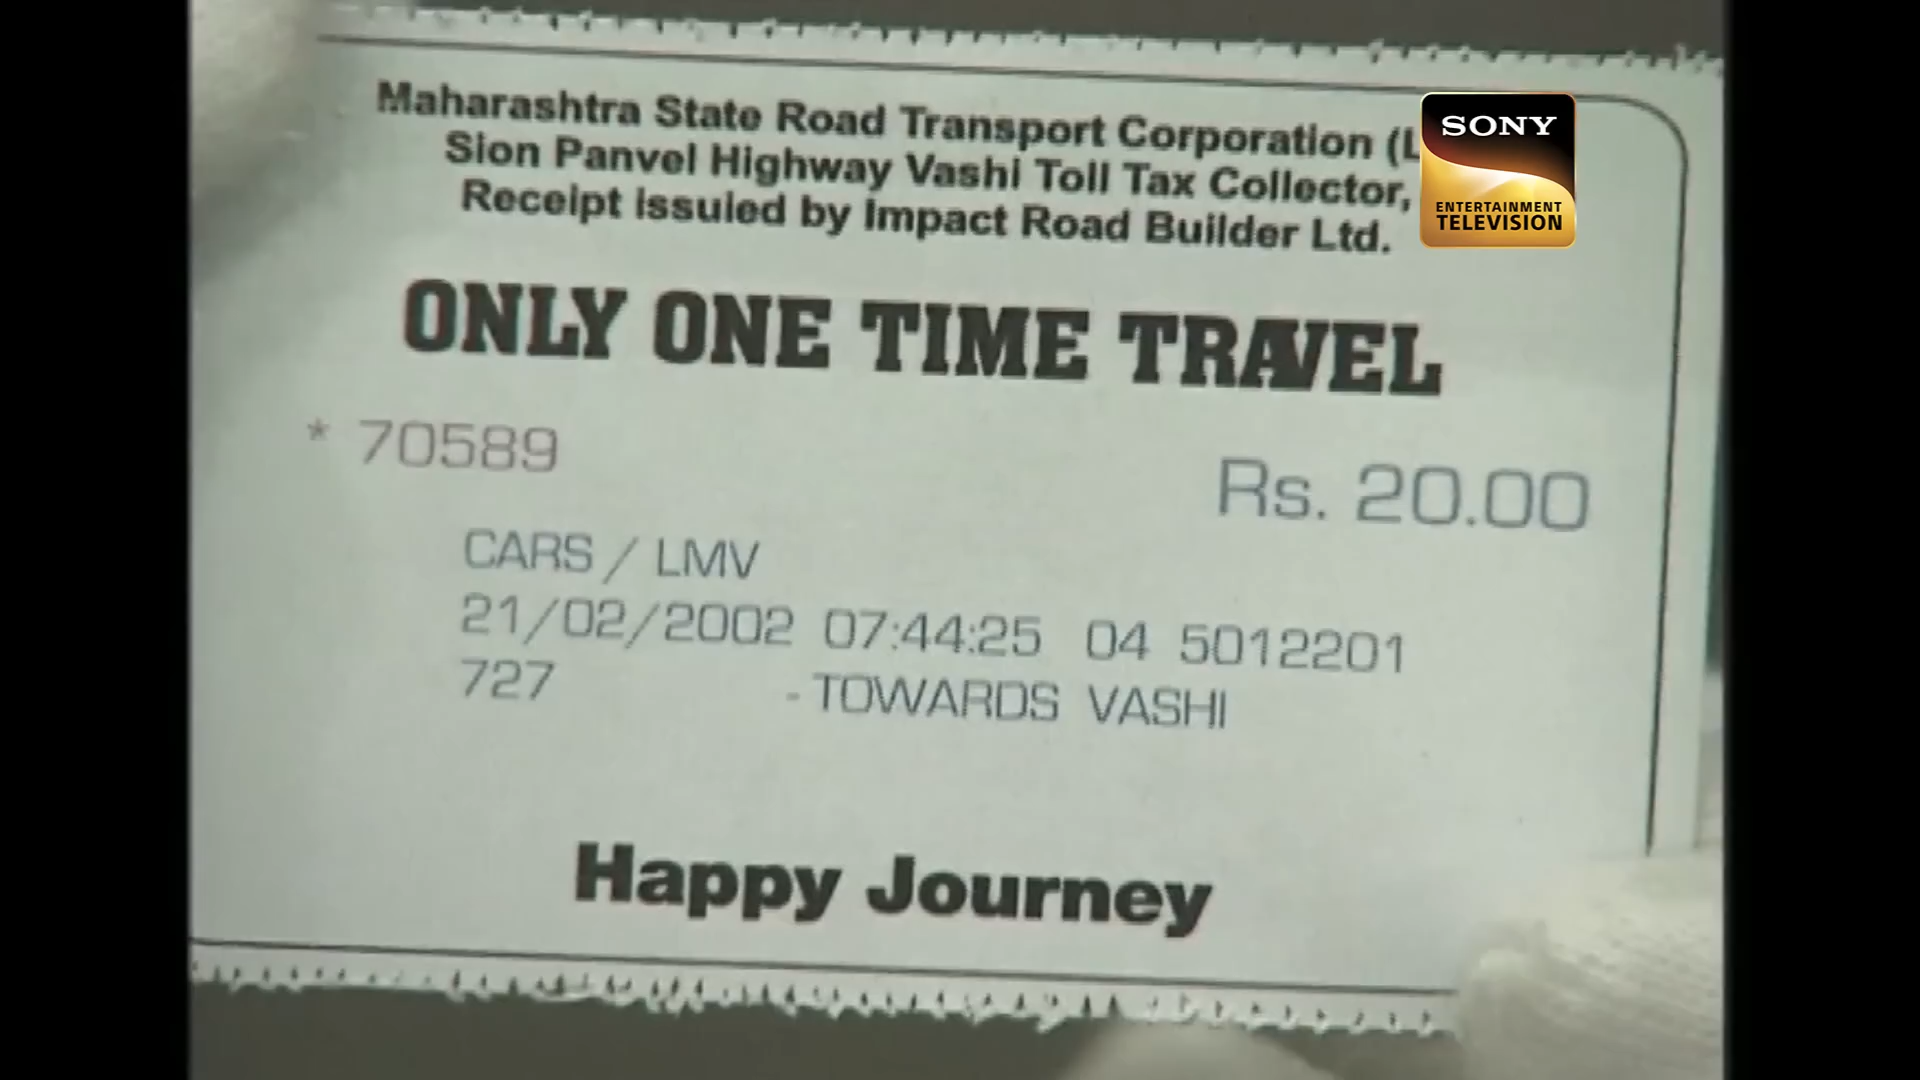 Maharashtra State Road Transport Corporation (L
Sion Panvel Highway Vashi Toll Tax Collector,
Receipt issuied by Impact Road Builder Ltd.
SONY
ENTERTAINMENT
TELEVISION
ONLY ONE TIME TRAVEL
* 70589
Rs. 20.00
CARS / LMV
21/02/2002 07:44:25 04 5012201
727 - TOWARDS VASHI
Happy Journey